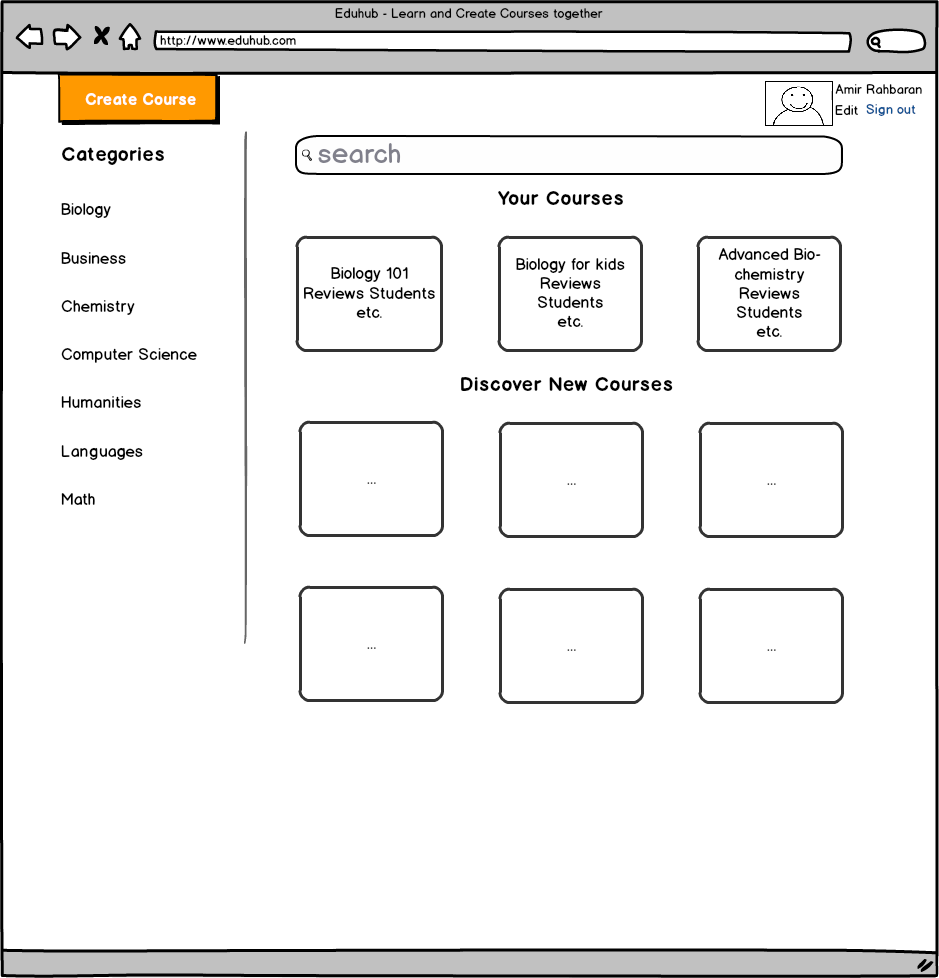 Eduhub - Learn and Create Courses together
http://www.eduhub.com
Create Course
Amir Rahbaran
Edit Sign out
Categories
Biology
Business
Chemistry
Computer Science
Humanities
Languages
Math
search
Your Courses
Biology 101
Reviews Students
etc.
Biology for kids
Reviews
Students
etc.
Advanced Bio-
chemistry
Reviews
Students
etc.
Discover New Courses
...
...
...
...
...
...